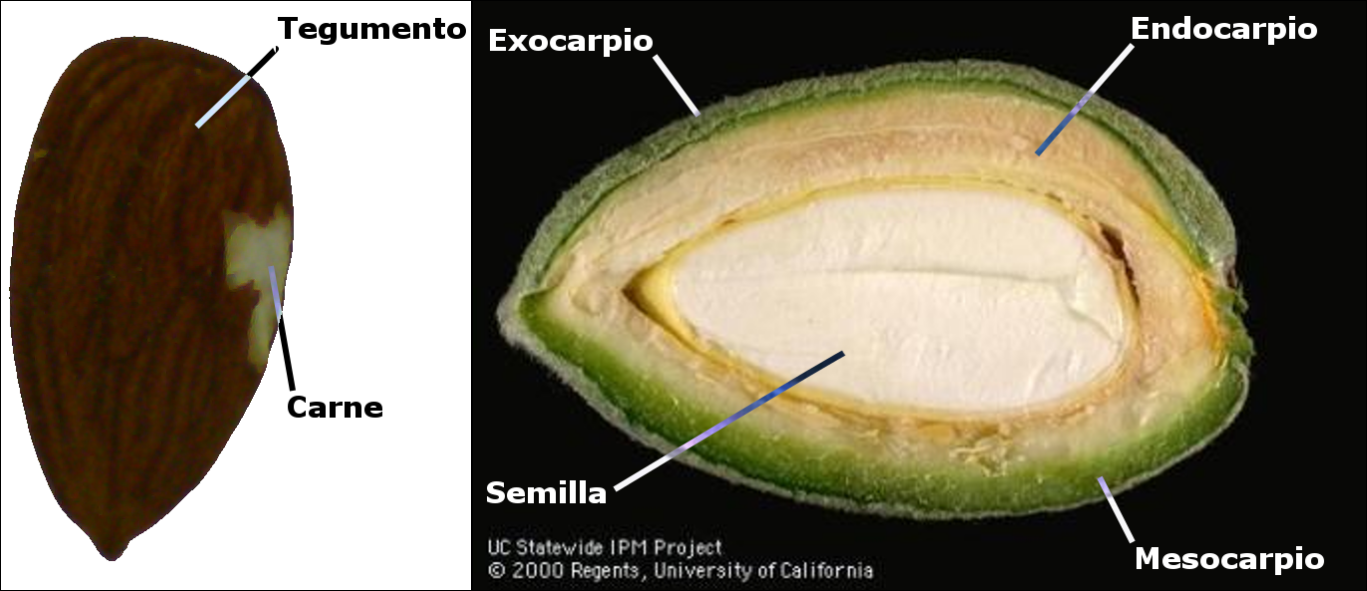 Tegumento
Carne
Exocarpio
Endocarpio
Semilla
Mesocarpio
UC Statewide IPM Project
© 2000 Regents, University of California